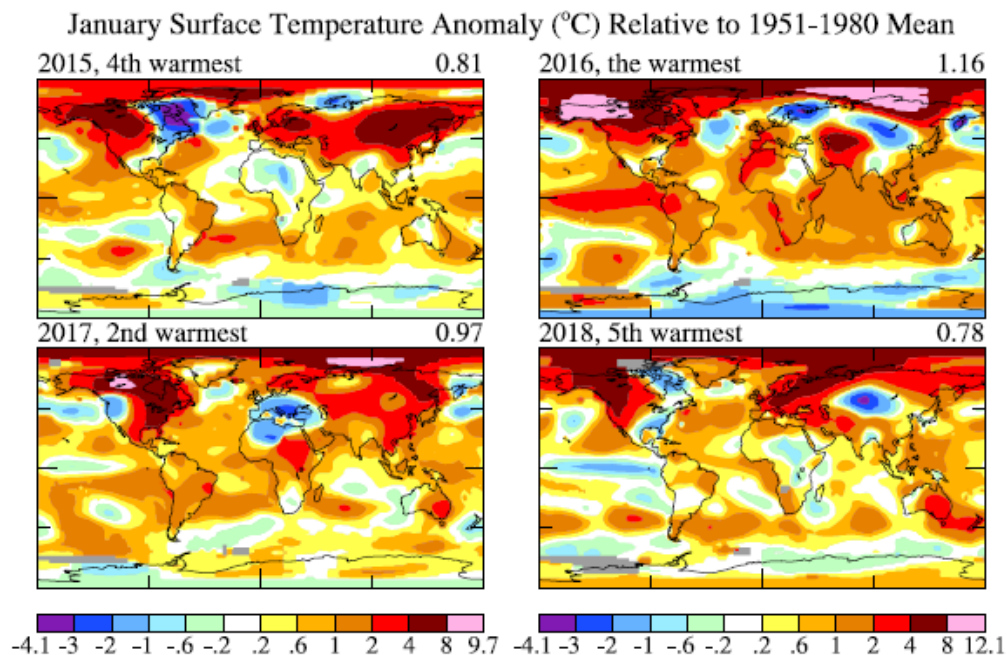 January Surface Temperature Anomaly (°C) Relative to 1951-1980 Mean
2015, 4th warmest 0.81
2016, the warmest 1.16
2017, 2nd warmest 0.97
2018, 5th warmest 0.78
-4.1 -3 -2 -1 -.6 -.2 .2 .6 1 2 4 8 9.7
-4.1 -3 -2 -1 -.6 -.2 .2 .6 1 2 4 8 12.1